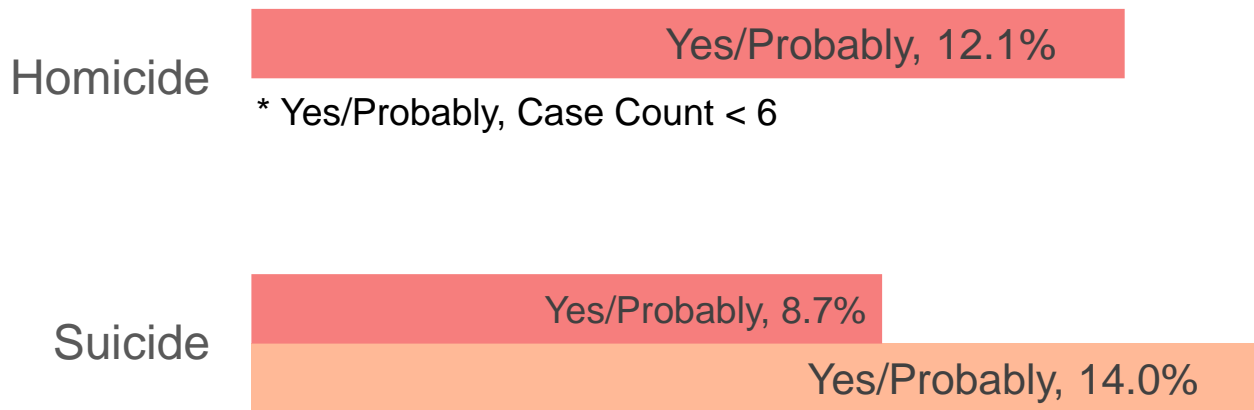 Homicide
Yes/Probably, 12.1%
* Yes/Probably, Case Count < 6
Suicide
Yes/Probably, 8.7%
Yes/Probably, 14.0%